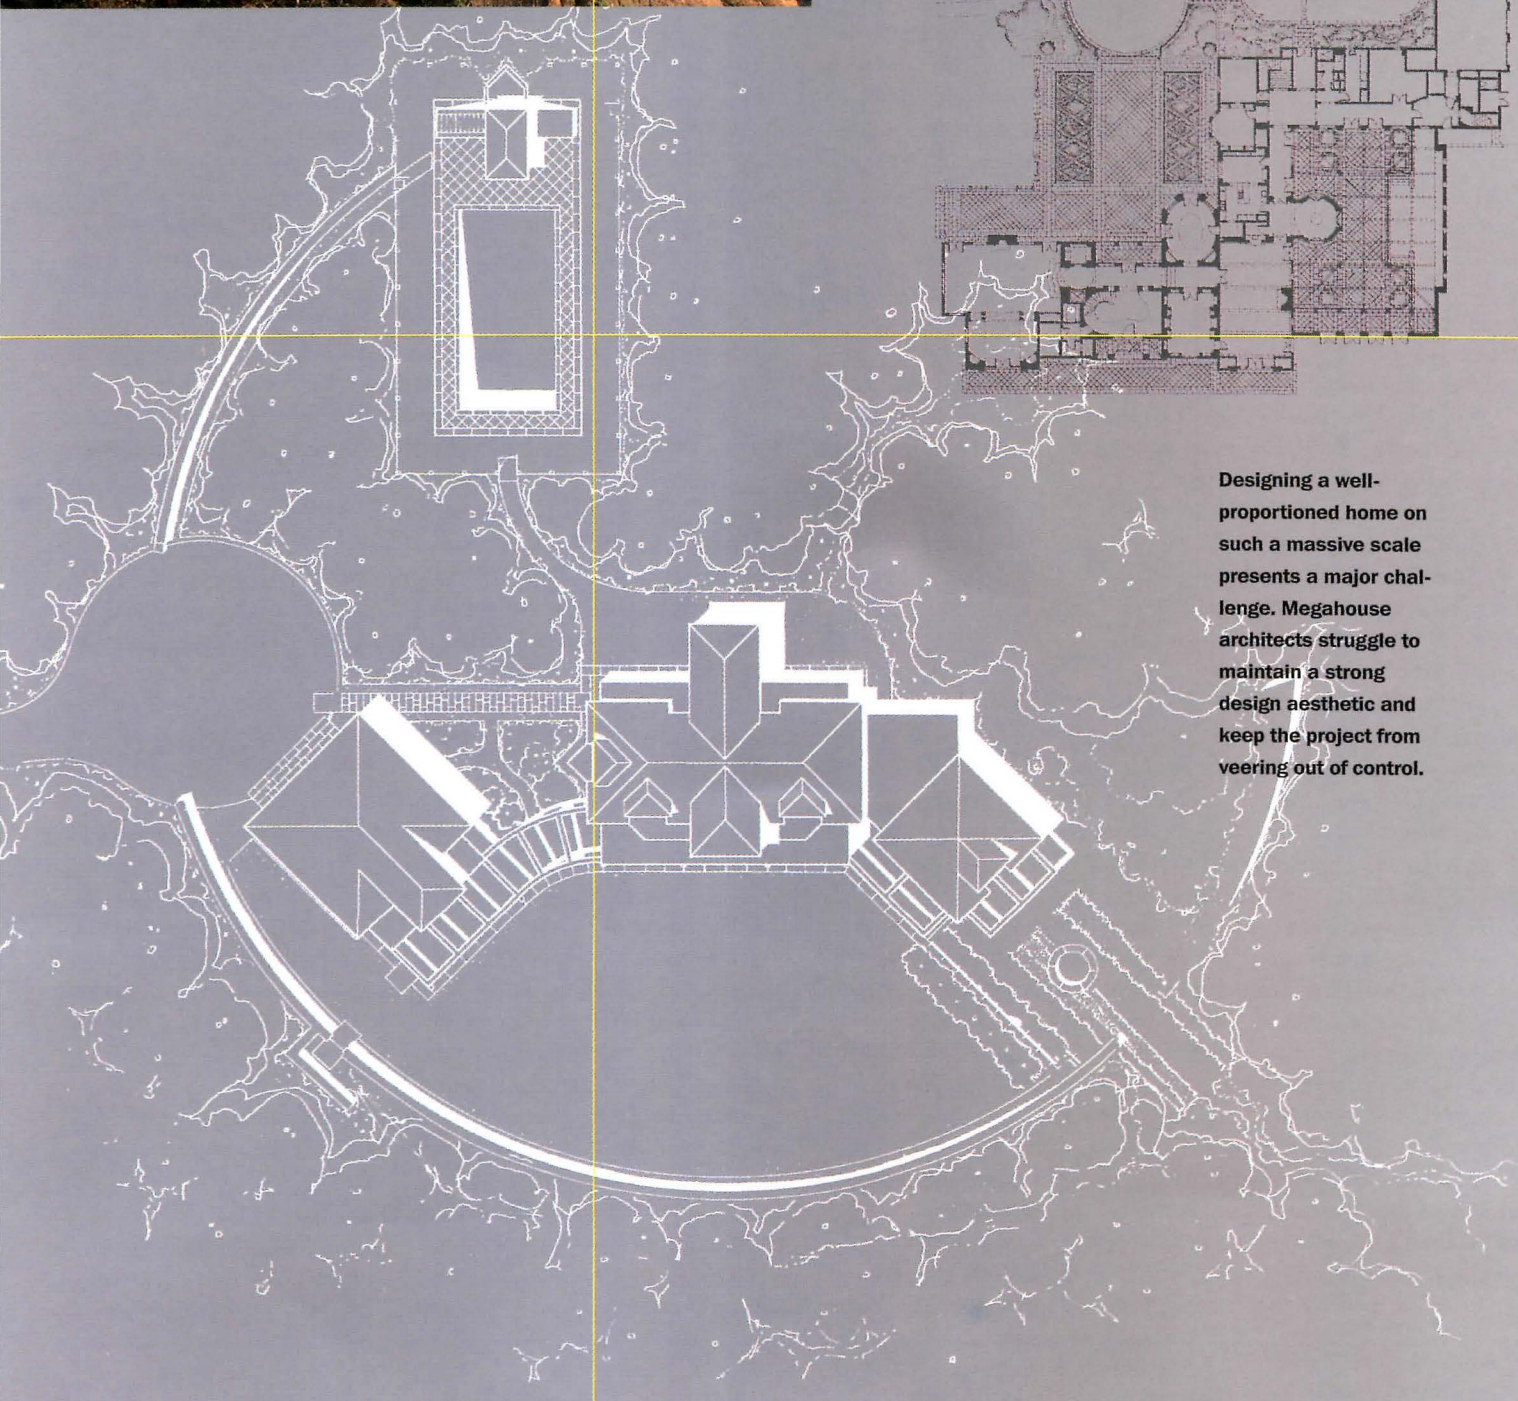 Designing a well-
proportioned home on
such a massive scale
presents a major chal-
lenge. Megahouse
architects struggle to
maintain a strong
design aesthetic and
keep the project from
veering out of control.